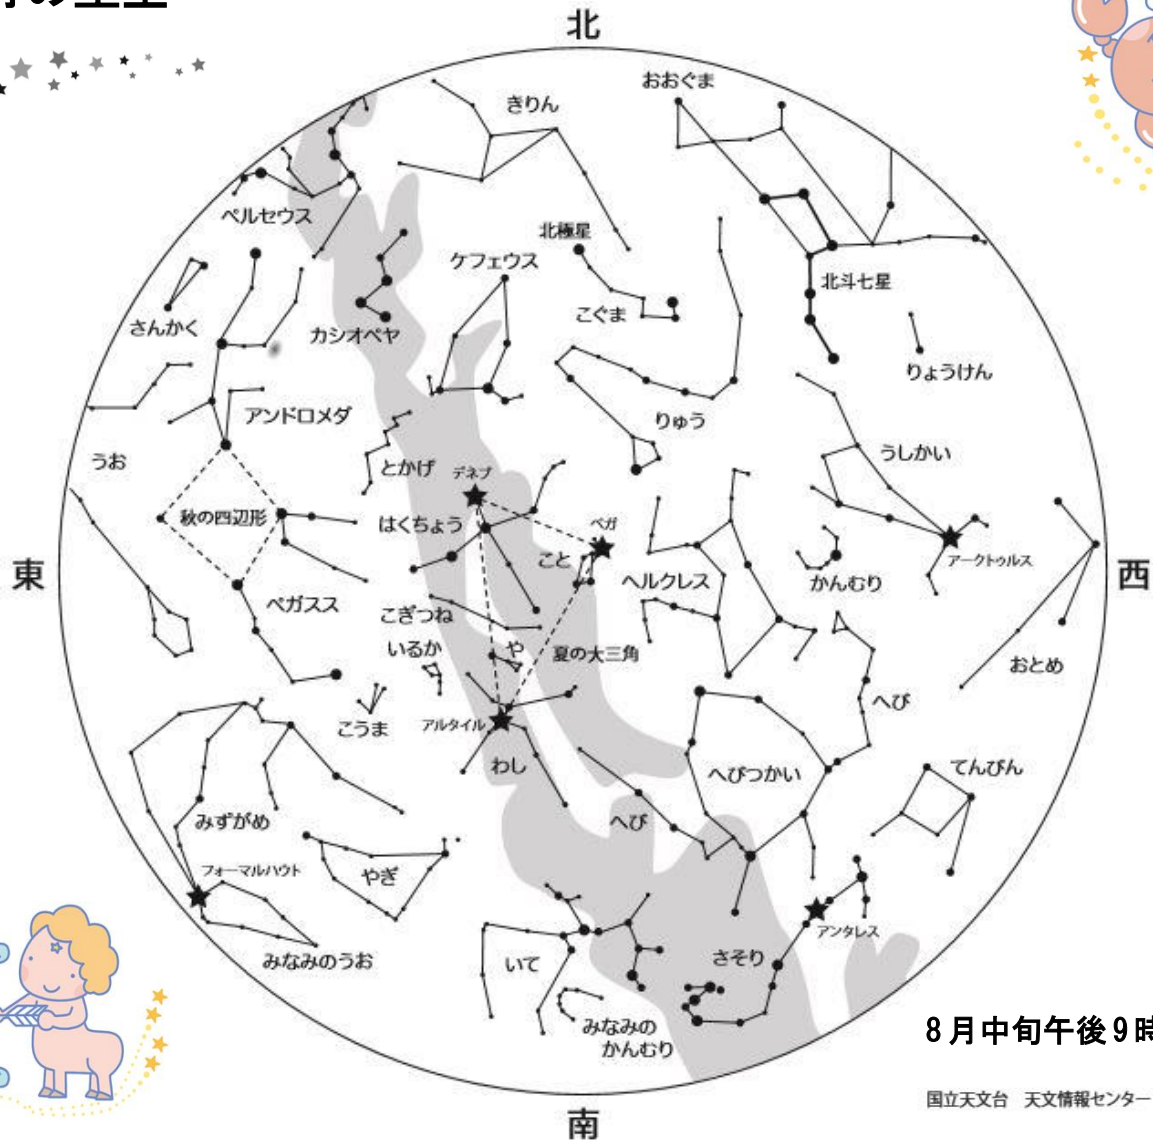 北
おおぐま
きりん
ペルセウス
北極星
ケフェウス
北斗七星
こぐま
さんかく
カシオペヤ
りょうけん
アンドロメダ
りゅう
うしかい
うお
とかげ
デネブ
秋の四辺形
はくちょう
ベガ
こと
アークトゥルス
東
ヘルクレス
かんむり
西
ペガスス
こぎつね
いるか
や
夏の大三角
おとめ
へび
こうま
アルタイル
わし
へびつかい
てんびん
みずがめ
へび
フォーマルハウト
やぎ
アンタレス
みなみのうお
いて
さそり
みなみの
かんむり
8月中旬午後9時
国立天文台 天文情報センター
南